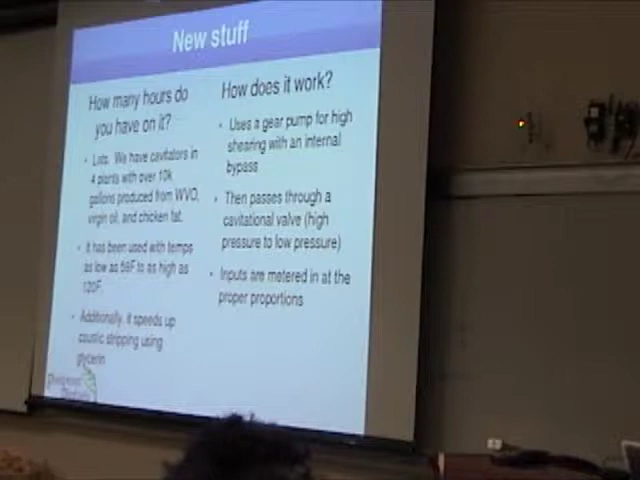 New stuff
How many hours do
you have on it?
• Lots. We have cavitators in
4 plants with over 10k
gallons produced from WVO,
virgin oil, and chicken fat.
• It has been used with temps
as low as 58F to as high as
120F
• Additionally, it speeds up
caustic stripping using
glycerin
How does it work?
• Uses a gear pump for high
shearing with an internal
bypass
• Then passes through a
cavitational valve (high
pressure to low pressure)
• Inputs are metered in at the
proper proportions